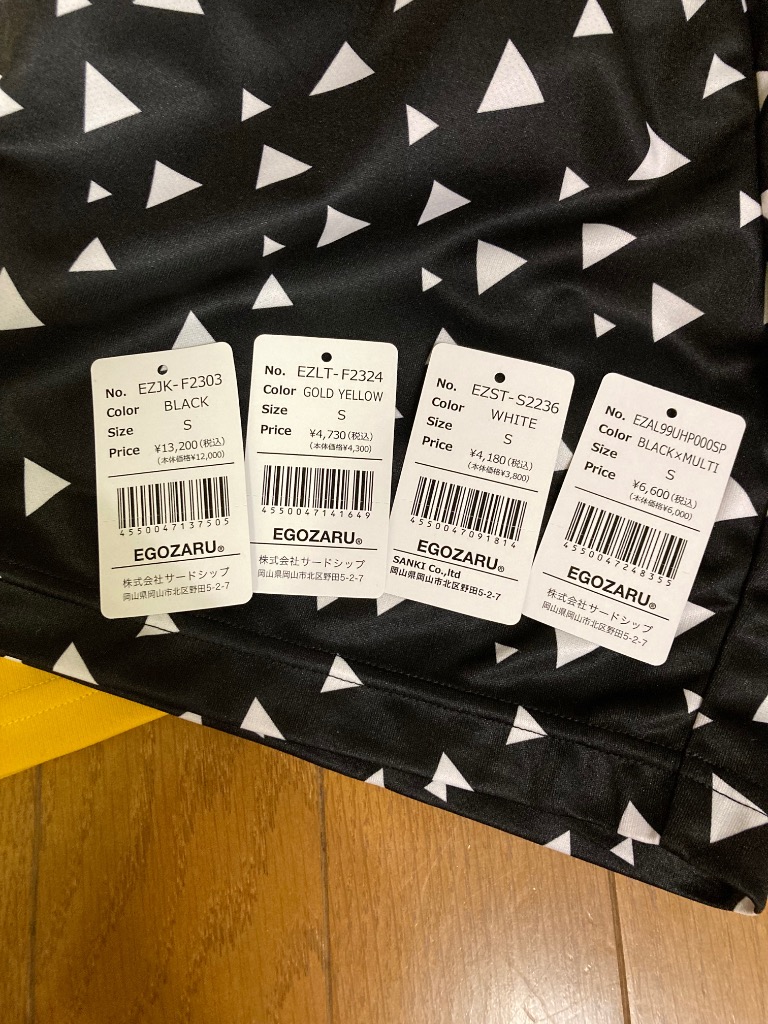 No. EZJK-F2303
Color BLACK
Size S
Price ¥13,200(税込)
(本体価格¥12,000)
4550047137505
EGOZARU®
株式会社サードシップ
岡山県岡山市北区野田5-2-7
No. EZLT-F2324
Color GOLD YELLOW
Size S
Price ¥4,730(税込)
(本体価格¥4,300)
4550047141649
EGOZARU®
株式会社サードシップ
岡山県岡山市北区野田5-2-7
No. EZST-S2236
Color WHITE
Size S
Price ¥4,180(税込)
(本体価格¥3,800)
4550047091814
EGOZARU®
SANKI Co.,ltd
岡山県岡山市北区野田5-2-7
No. EZAL99UHP000SP
Color BLACK×MULTI
Size S
Price ¥6,600(税込)
(本体価格¥6,000)
4550047248355
EGOZARU®
株式会社サードシップ
岡山県岡山市北区野田5-2-7